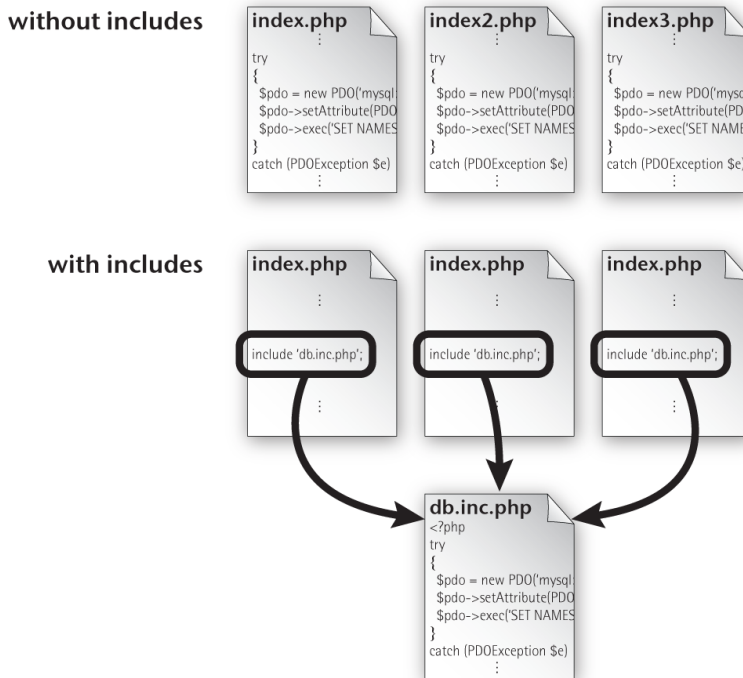 without includes
index.php
⋮
try
{
$pdo = new PDO('mysql:
$pdo->setAttribute(PDO
$pdo->exec('SET NAMES
}
catch (PDOException $e)
⋮
index2.php
⋮
try
{
$pdo = new PDO('mysql:
$pdo->setAttribute(PDO
$pdo->exec('SET NAMES
}
catch (PDOException $e)
⋮
index3.php
⋮
try
{
$pdo = new PDO('mysq
$pdo->setAttribute(PD
$pdo->exec('SET NAME
}
catch (PDOException $e)
⋮
with includes
index.php
⋮
include 'db.inc.php';
⋮
index.php
⋮
include 'db.inc.php';
⋮
index.php
⋮
include 'db.inc.php';
⋮
db.inc.php
<?php
try
{
$pdo = new PDO('mysql:
$pdo->setAttribute(PDO
$pdo->exec('SET NAMES
}
catch (PDOException $e)
⋮